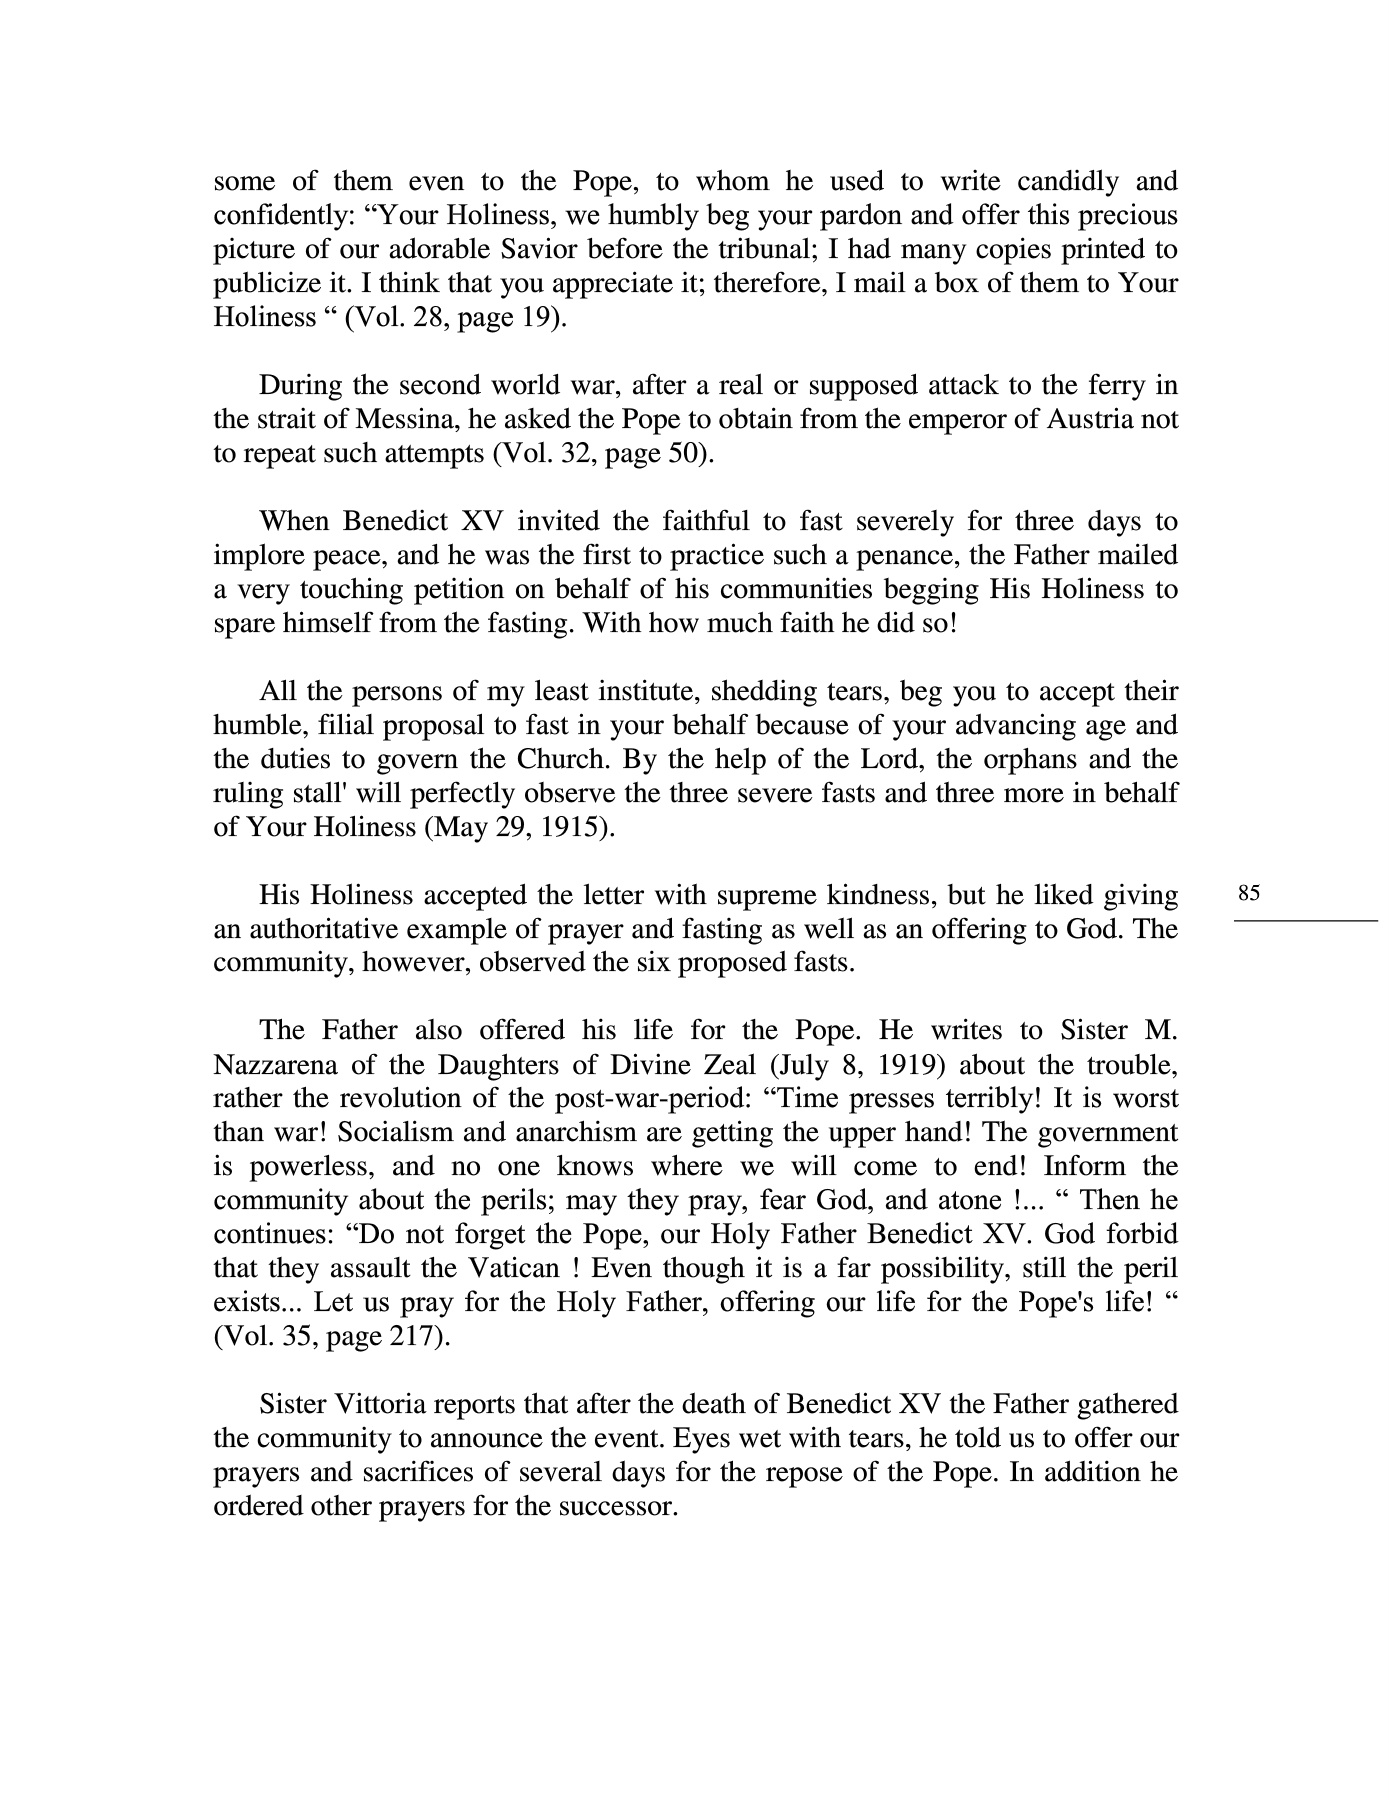 some of them even to the Pope, to whom he used to write candidly and
confidently: “Your Holiness, we humbly beg your pardon and offer this precious
picture of our adorable Savior before the tribunal; I had many copies printed to
publicize it. I think that you appreciate it; therefore, I mail a box of them to Your
Holiness “ (Vol. 28, page 19).
During the second world war, after a real or supposed attack to the ferry in
the strait of Messina, he asked the Pope to obtain from the emperor of Austria not
to repeat such attempts (Vol. 32, page 50).
When Benedict XV invited the faithful to fast severely for three days to
implore peace, and he was the first to practice such a penance, the Father mailed
a very touching petition on behalf of his communities begging His Holiness to
spare himself from the fasting. With how much faith he did so!
All the persons of my least institute, shedding tears, beg you to accept their
humble, filial proposal to fast in your behalf because of your advancing age and
the duties to govern the Church. By the help of the Lord, the orphans and the
ruling stall' will perfectly observe the three severe fasts and three more in behalf
of Your Holiness (May 29, 1915).
His Holiness accepted the letter with supreme kindness, but he liked giving
an authoritative example of prayer and fasting as well as an offering to God. The
community, however, observed the six proposed fasts.
85
The Father also offered his life for the Pope. He writes to Sister M.
Nazzarena of the Daughters of Divine Zeal (July 8, 1919) about the trouble,
rather the revolution of the post-war-period: “Time presses terribly! It is worst
than war! Socialism and anarchism are getting the upper hand! The government
is powerless, and no one knows where we will come to end! Inform the
community about the perils; may they pray, fear God, and atone !... “ Then he
continues: “Do not forget the Pope, our Holy Father Benedict XV. God forbid
that they assault the Vatican ! Even though it is a far possibility, still the peril
exists... Let us pray for the Holy Father, offering our life for the Pope's life! “
(Vol. 35, page 217).
Sister Vittoria reports that after the death of Benedict XV the Father gathered
the community to announce the event. Eyes wet with tears, he told us to offer our
prayers and sacrifices of several days for the repose of the Pope. In addition he
ordered other prayers for the successor.